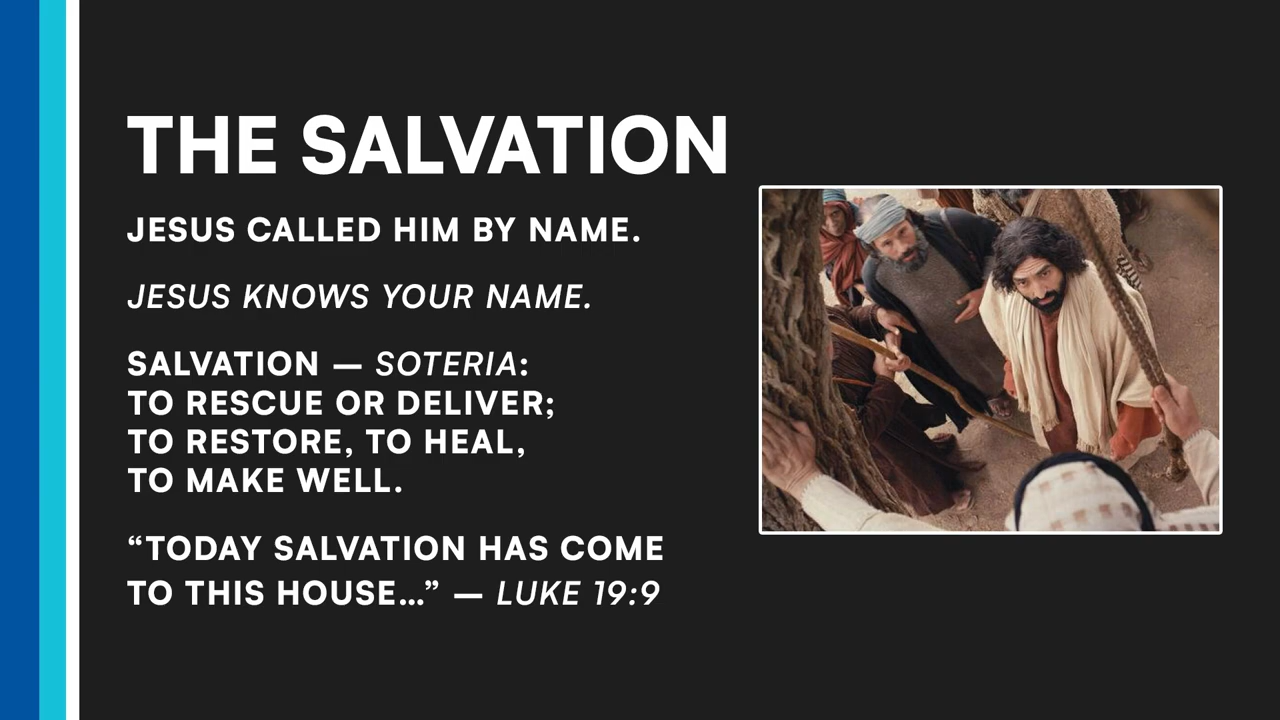 THE SALVATION
JESUS CALLED HIM BY NAME.
JESUS KNOWS YOUR NAME.
SALVATION — SOTERIA:
TO RESCUE OR DELIVER;
TO RESTORE, TO HEAL,
TO MAKE WELL.
“TODAY SALVATION HAS COME
TO THIS HOUSE...” — LUKE 19:9